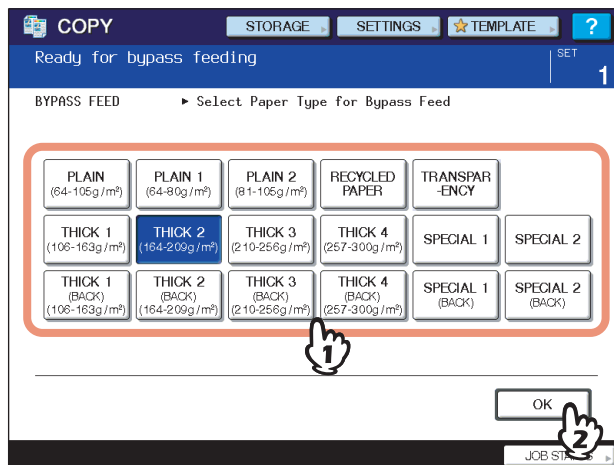 COPY
STORAGE
SETTINGS
TEMPLATE
?
Ready for bypass feeding
SET
1
BYPASS FEED
► Select Paper Type for Bypass Feed
PLAIN
(64-105g/m²)
PLAIN 1
(64-80g/m²)
PLAIN 2
(81-105g/m²)
RECYCLED
PAPER
TRANSPAR
-ENCY
THICK 1
(106-163g/m²)
THICK 2
(164-209g/m²)
THICK 3
(210-256g/m²)
THICK 4
(257-300g/m²)
SPECIAL 1
SPECIAL 2
THICK 1
(BACK)
(106-163g/m²)
THICK 2
(BACK)
(164-209g/m²)
THICK 3
(BACK)
(210-256g/m²)
THICK 4
(BACK)
(257-300g/m²)
SPECIAL 1
(BACK)
SPECIAL 2
(BACK)
1
OK
2
JOB